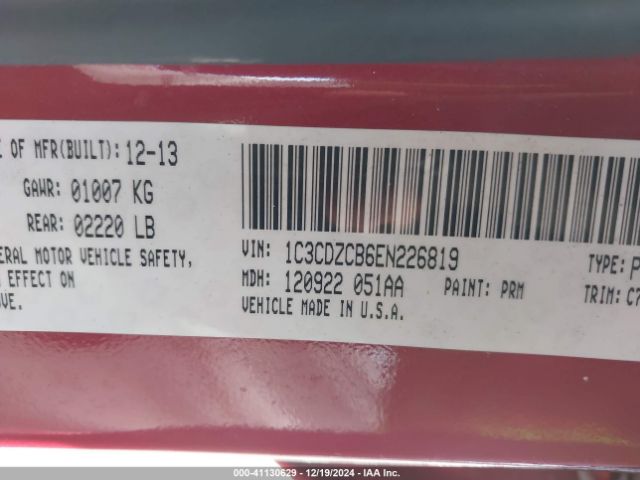 E OF MFR(BUILT): 12-13
GAWR: 01007 KG
REAR: 02220 LB
ERAL MOTOR VEHICLE SAFETY,
EFFECT ON
VE.
VIN: 1C3CDZCB6EN226819
TYPE: P
MDH: 120922 051AA
PAINT: PRM
TRIM: C7
VEHICLE MADE IN U.S.A.
000-41130629 - 12/19/2024 - IAA Inc.